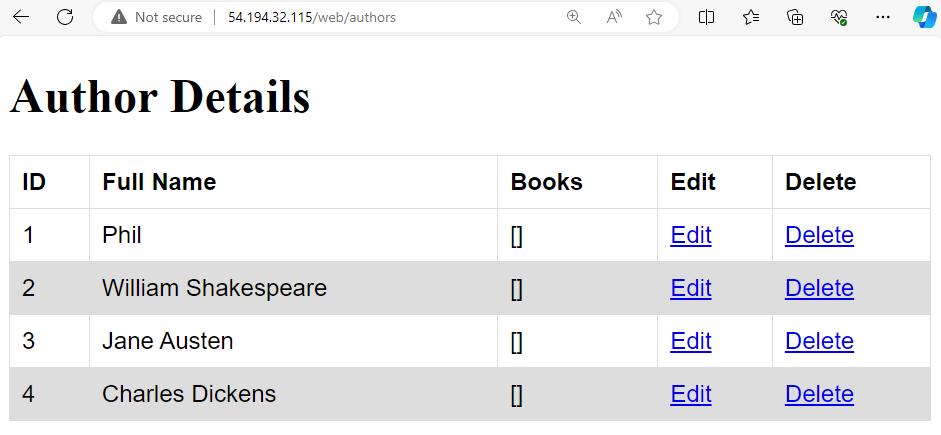 Not secure 54.194.32.115/web/authors
Author Details
ID Full Name Books Edit Delete
1 Phil [] Edit Delete
2 William Shakespeare [] Edit Delete
3 Jane Austen [] Edit Delete
4 Charles Dickens [] Edit Delete